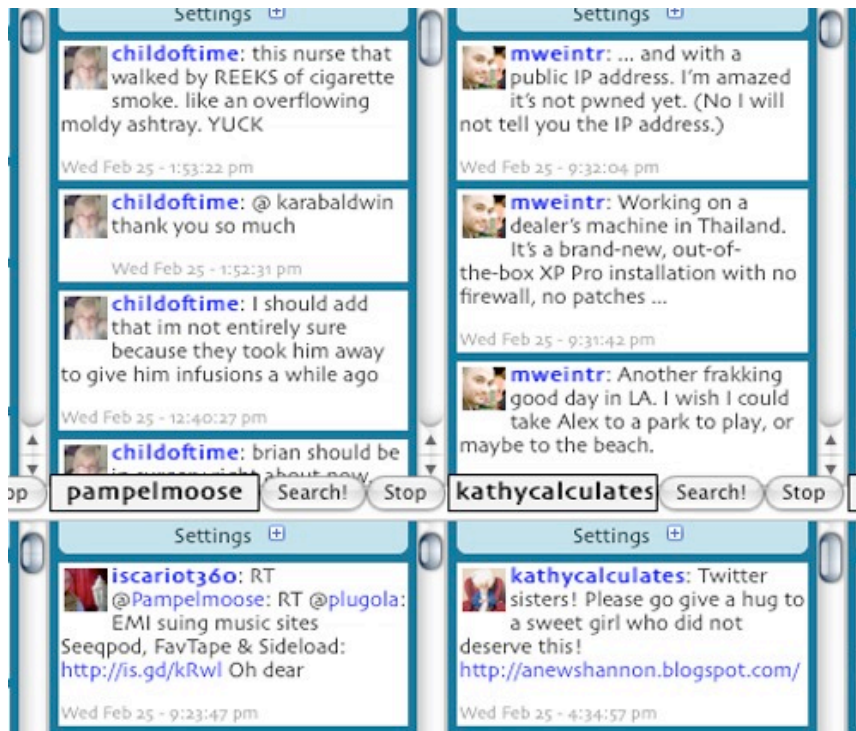 Settings
childoftime: this nurse that
walked by REEKS of cigarette
smoke. like an overflowing
moldy ashtray. YUCK
Wed Feb 25 - 1:53:22 pm
childoftime: @ karabaldwin
thank you so much
Wed Feb 25 - 1:52:31 pm
childoftime: I should add
that im not entirely sure
because they took him away
to give him infusions a while ago
Wed Feb 25 - 12:40:27 pm
childoftime: brian should be
in surgery right about now,
Settings
mweintr: ... and with a
public IP address. I'm amazed
it's not pwned yet. (No I will
not tell you the IP address.)
Wed Feb 25 - 9:32:04 pm
mweintr: Working on a
dealer's machine in Thailand.
It's a brand-new, out-of-
the-box XP Pro installation with no
firewall, no patches ...
Wed Feb 25 - 9:31:42 pm
mweintr: Another frakking
good day in LA. I wish I could
take Alex to a park to play, or
maybe to the beach.
op
pampelmoose Search! Stop
kathycalculates Search! Stop
Settings
iscariot360: RT
@Pampelmoose: RT @plugola:
EMI suing music sites
Seeqpod, FavTape & Sideload:
http://is.gd/kRwl Oh dear
Wed Feb 25 - 9:23:47 pm
Settings
kathycalculates: Twitter
sisters! Please go give a hug to
a sweet girl who did not
deserve this!
http://anewshannon.blogspot.com/
Wed Feb 25 - 4:34:57 pm